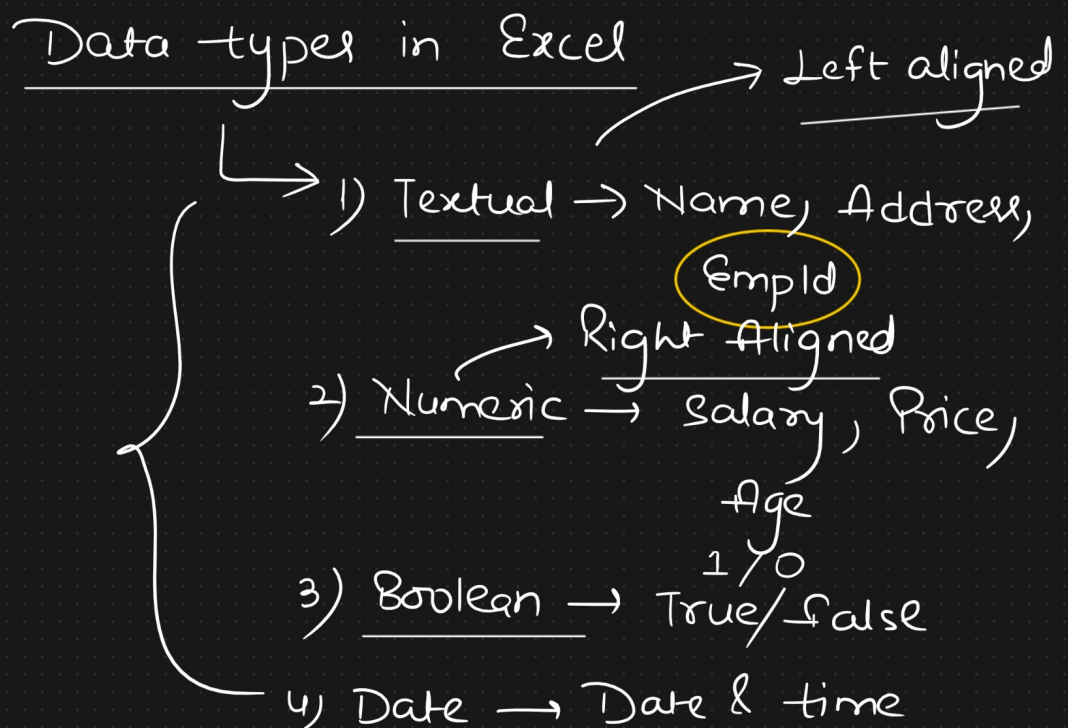 Data types in Excel
Left aligned
1) Textual → Name, Address,
EmpId
Right Aligned
2) Numeric → Salary, Price,
Age
1/0
3) Boolean → True/False
4) Date → Date & time